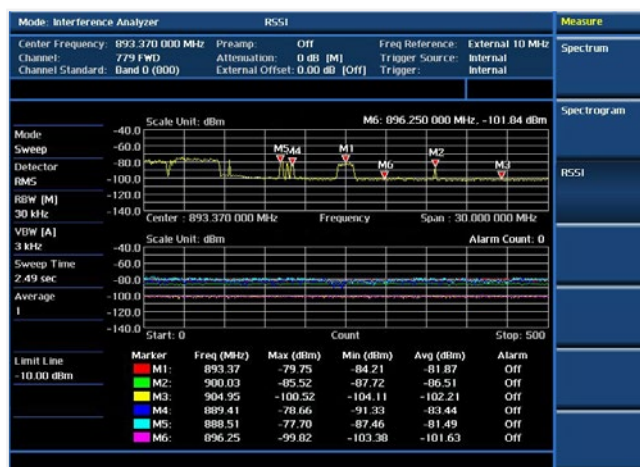 Mode: Interference Analyzer RSSI Measure
Center Frequency: 893.370 000 MHz Preamp: Off Freq Reference: External 10 MHz
Channel: 779 FWD Attenuation: 0 dB [M] Trigger Source: Internal
Channel Standard: Band 0 (800) External Offset: 0.00 dB [Off] Trigger: Internal
Spectrum
Spectrogram
RSSI
Mode
Sweep
Detector
RMS
RBW [M]
30 kHz
VBW [A]
3 kHz
Sweep Time
2.49 sec
Average
1
Limit Line
-10.00 dBm
Scale Unit: dBm M6: 896.250 000 MHz, -101.84 dBm
-40.0
-60.0
-80.0
-100.0
-120.0
-140.0
M5 M4 M1 M6 M2 M3
Center : 893.370 000 MHz Frequency Span : 30.000 000 MHz
Scale Unit: dBm Alarm Count: 0
-40.0
-60.0
-80.0
-100.0
-120.0
-140.0
Start: 0 Count Stop: 500
Marker Freq (MHz) Max (dBm) Min (dBm) Avg (dBm) Alarm
M1: 893.37 -79.75 -84.21 -81.87 Off
M2: 900.03 -85.52 -87.72 -86.51 Off
M3: 904.95 -100.52 -104.11 -102.21 Off
M4: 889.41 -78.66 -91.33 -83.44 Off
M5: 888.51 -77.70 -87.46 -81.49 Off
M6: 896.25 -99.82 -103.38 -101.63 Off